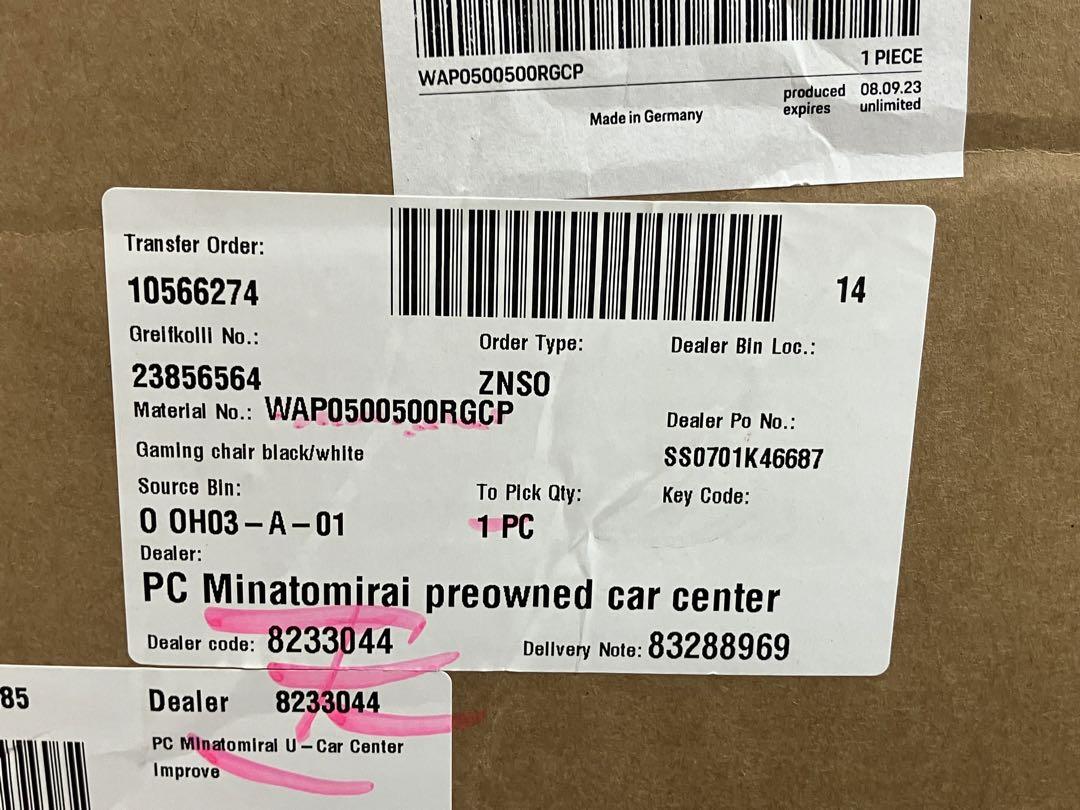 WAP0500500RGCP
1 PIECE
produced 08.09.23
expires unlimited
Made in Germany
Transfer Order:
10566274
14
Greifkolli No.:
Order Type:
Dealer Bin Loc.:
23856564
ZNSO
Material No.: WAP0500500RGCP
Dealer Po No.:
Gaming chair black/white
SS0701K46687
Source Bin:
To Pick Qty:
Key Code:
0 0H03-A-01
1 PC
Dealer:
PC Minatomirai preowned car center
Dealer code: 8233044
Delivery Note: 83288969
85
Dealer 8233044
PC Minatomirai U-Car Center
Improve